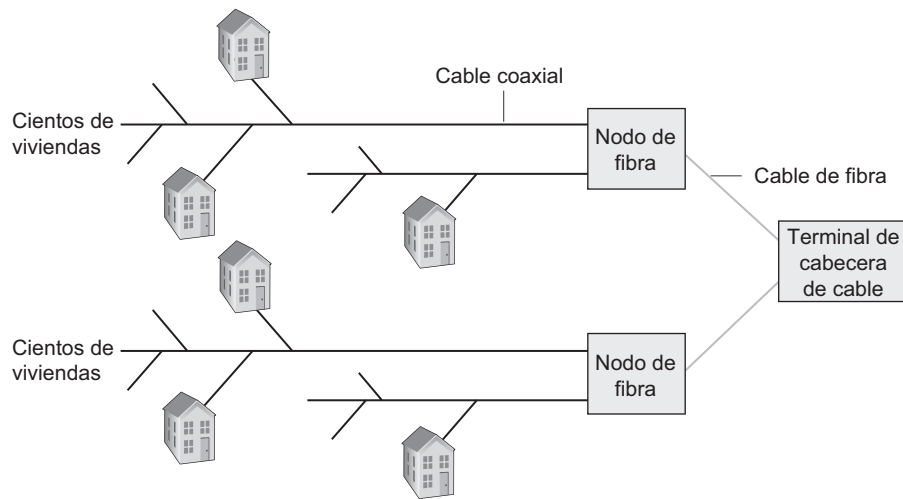 Cable coaxial
Cientos de
viviendas
Nodo de
fibra
Cable de fibra
Terminal de
cabecera
de cable
Cientos de
viviendas
Nodo de
fibra